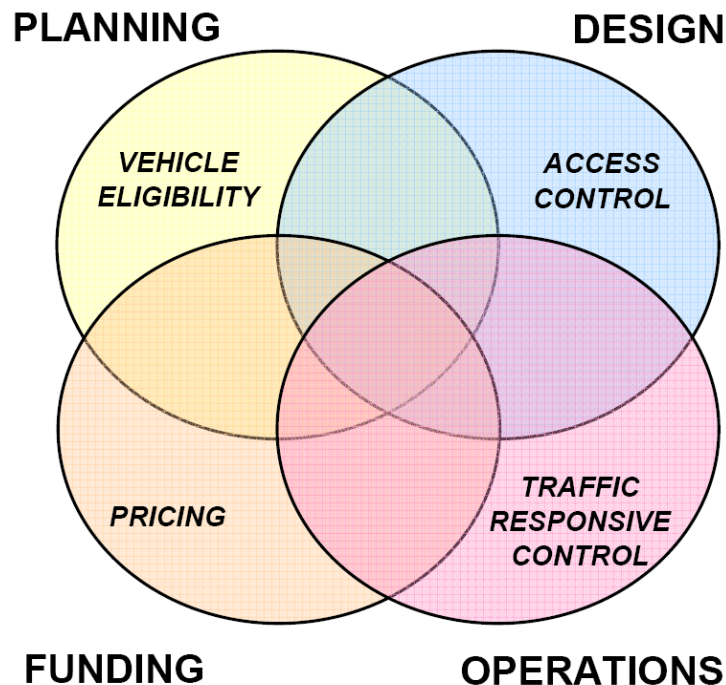 PLANNING
DESIGN
VEHICLE
ELIGIBILITY
ACCESS
CONTROL
PRICING
TRAFFIC
RESPONSIVE
CONTROL
FUNDING
OPERATIONS